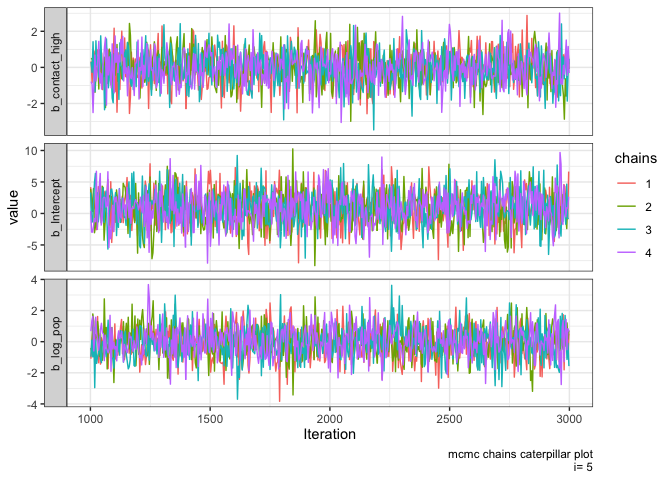 b_contact_high
2
0
-2
b_Intercept
10
5
0
-5
b_log_pop
4
2
0
-2
-4
value
1000 1500 2000 2500 3000
Iteration
chains
1
2
3
4
mcmc chains caterpillar plot
i= 5